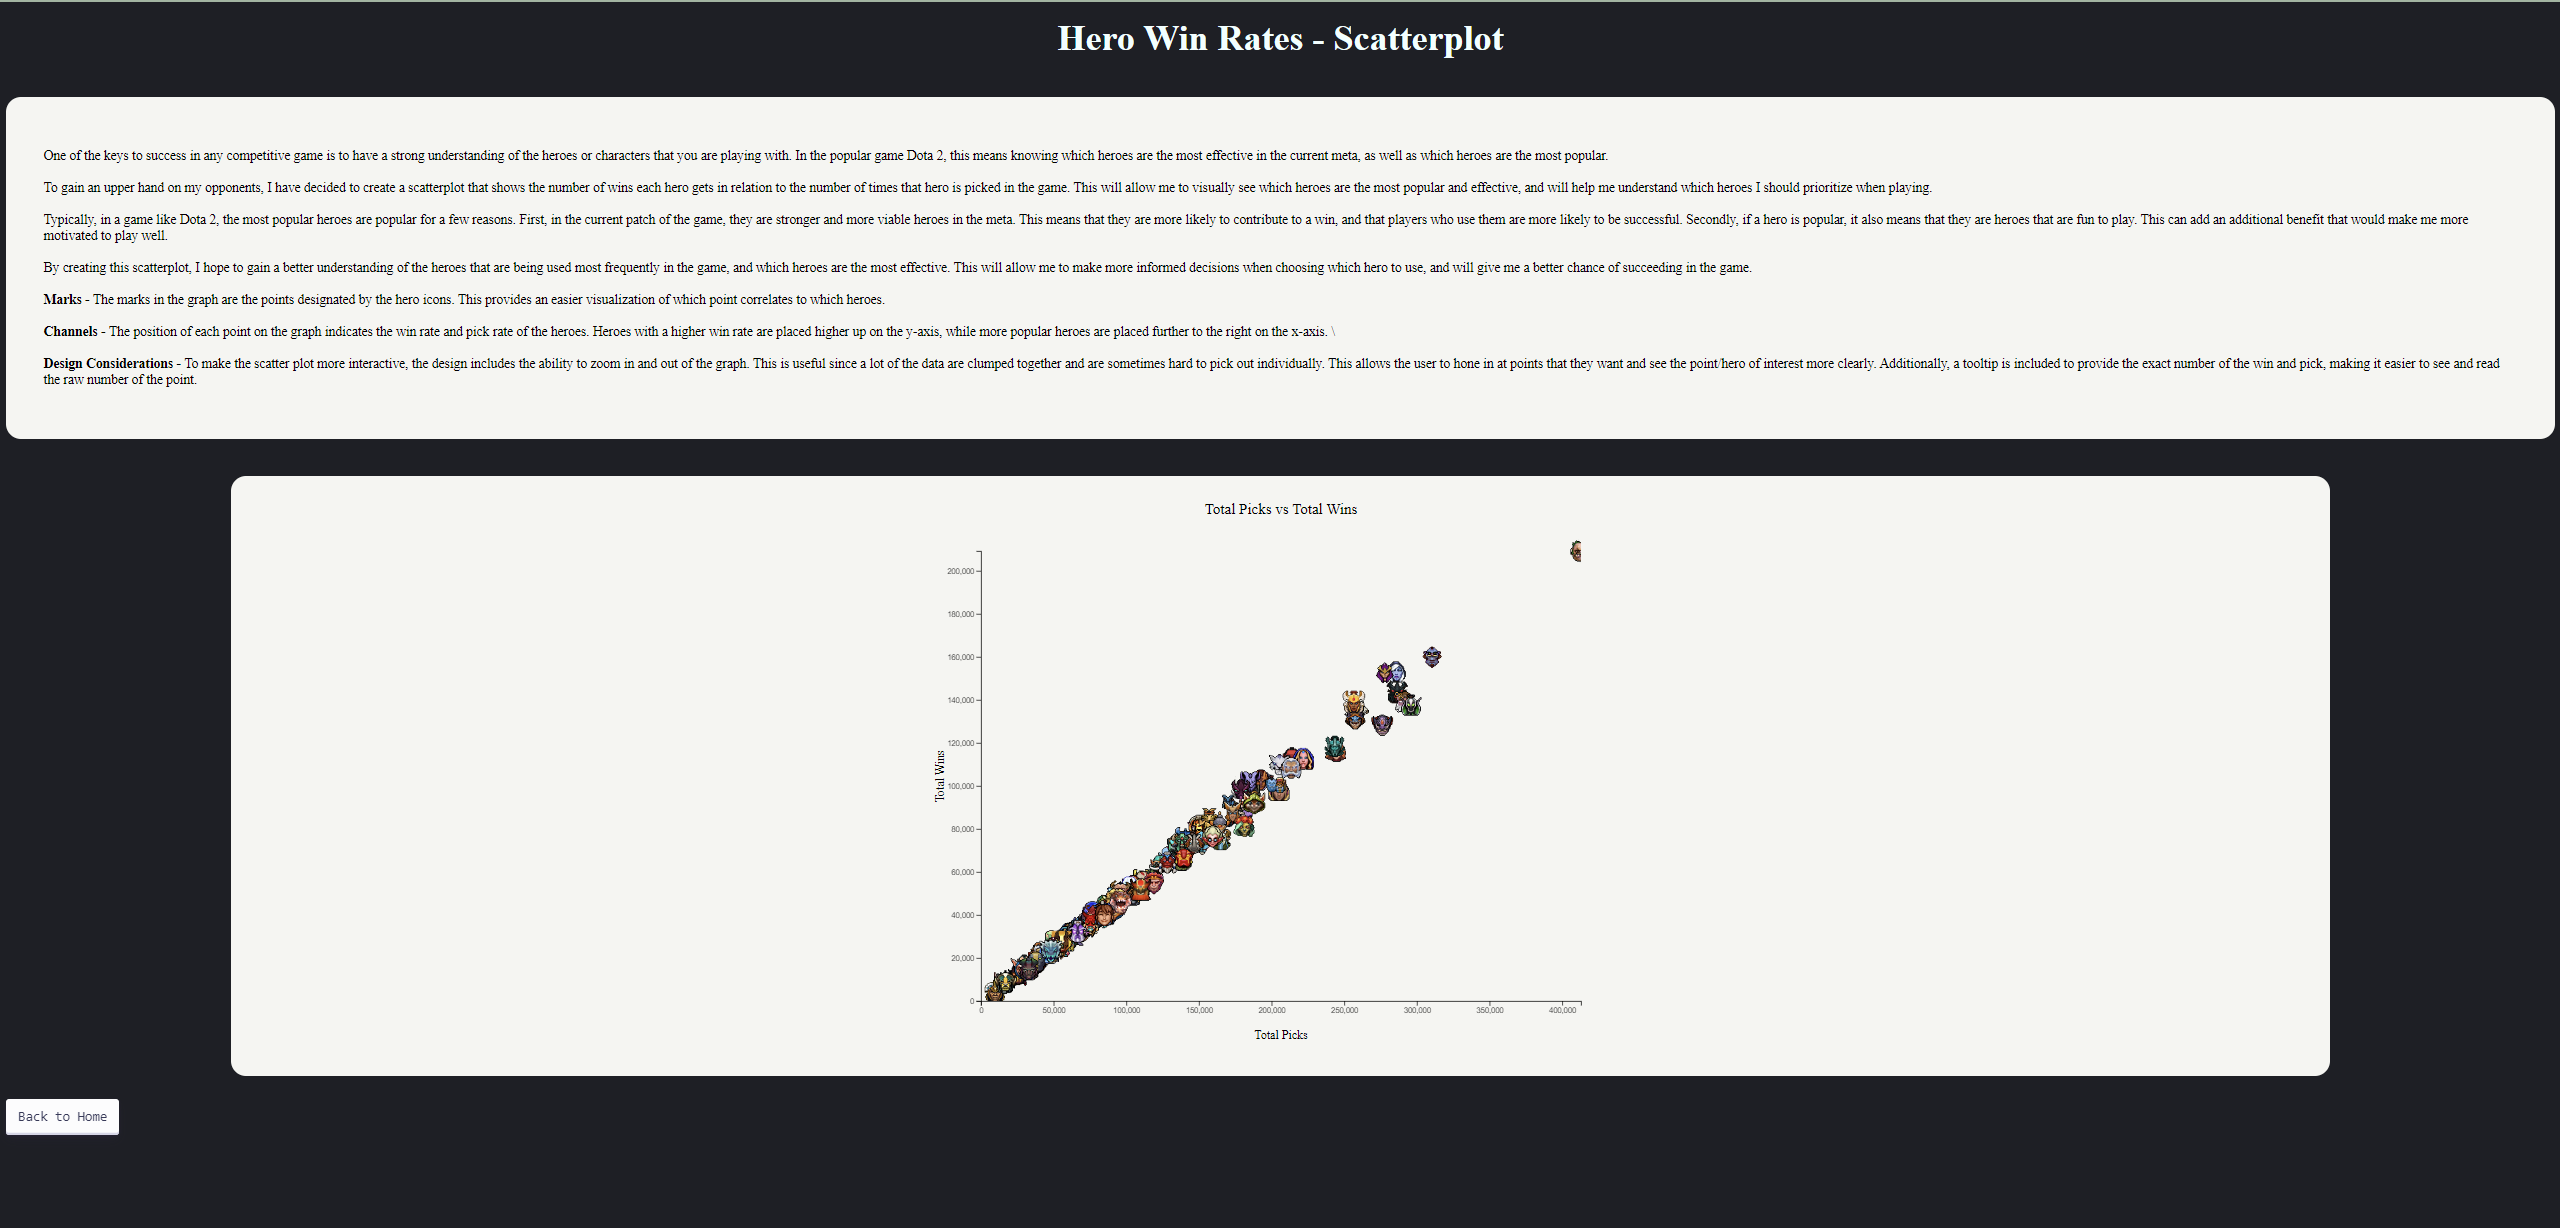 Hero Win Rates - Scatterplot
One of the keys to success in any competitive game is to have a strong understanding of the heroes or characters that you are playing with. In the popular game Dota 2, this means knowing which heroes are the most effective in the current meta, as well as which heroes are the most popular.
To gain an upper hand on my opponents, I have decided to create a scatterplot that shows the number of wins each hero gets in relation to the number of times that hero is picked in the game. This will allow me to visually see which heroes are the most popular and effective, and will help me understand which heroes I should prioritize when playing.
Typically, in a game like Dota 2, the most popular heroes are popular for a few reasons. First, in the current patch of the game, they are stronger and more viable heroes in the meta. This means that they are more likely to contribute to a win, and that players who use them are more likely to be successful. Secondly, if a hero is popular, it also means that they are heroes that are fun to play. This can add an additional benefit that would make me more
motivated to play well.
By creating this scatterplot, I hope to gain a better understanding of the heroes that are being used most frequently in the game, and which heroes are the most effective. This will allow me to make more informed decisions when choosing which hero to use, and will give me a better chance of succeeding in the game.
Marks - The marks in the graph are the points designated by the hero icons. This provides an easier visualization of which point correlates to which heroes.
Channels - The position of each point on the graph indicates the win rate and pick rate of the heroes. Heroes with a higher win rate are placed higher up on the y-axis, while more popular heroes are placed further to the right on the x-axis. \
Design Considerations - To make the scatter plot more interactive, the design includes the ability to zoom in and out of the graph. This is useful since a lot of the data are clumped together and are sometimes hard to pick out individually. This allows the user to hone in at points that they want and see the point/hero of interest more clearly. Additionally, a tooltip is included to provide the exact number of the win and pick, making it easier to see and read
the raw number of the point.
Total Picks vs Total Wins
200,000
180,000
160,000
140,000
120,000
100,000
80,000
60,000
40,000
20,000
0
Total Wins
0 50,000 100,000 150,000 200,000 250,000 300,000 350,000 400,000
Total Picks
Back to Home